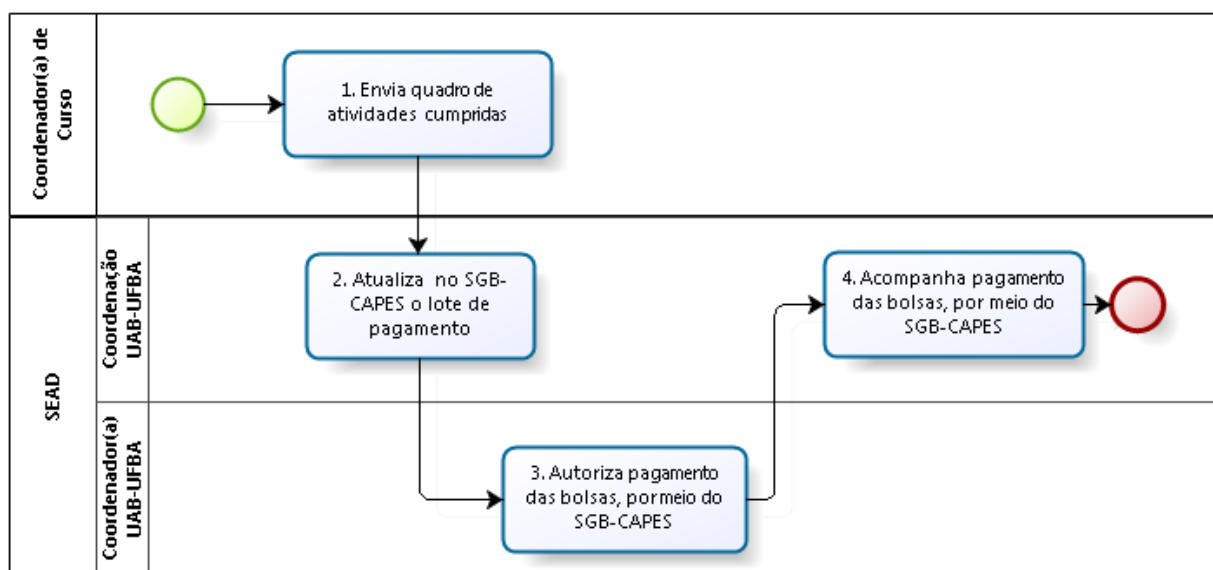 Coordenador(a) de
Curso
1. Envia quadro de
atividades cumpridas
SEAD
Coordenação
UAB-UFBA
2. Atualiza no SGB-
CAPES o lote de
pagamento
4. Acompanha pagamento
das bolsas, por meio do
SGB-CAPES
Coordenador(a)
UAB-UFBA
3. Autoriza pagamento
das bolsas, por meio do
SGB-CAPES